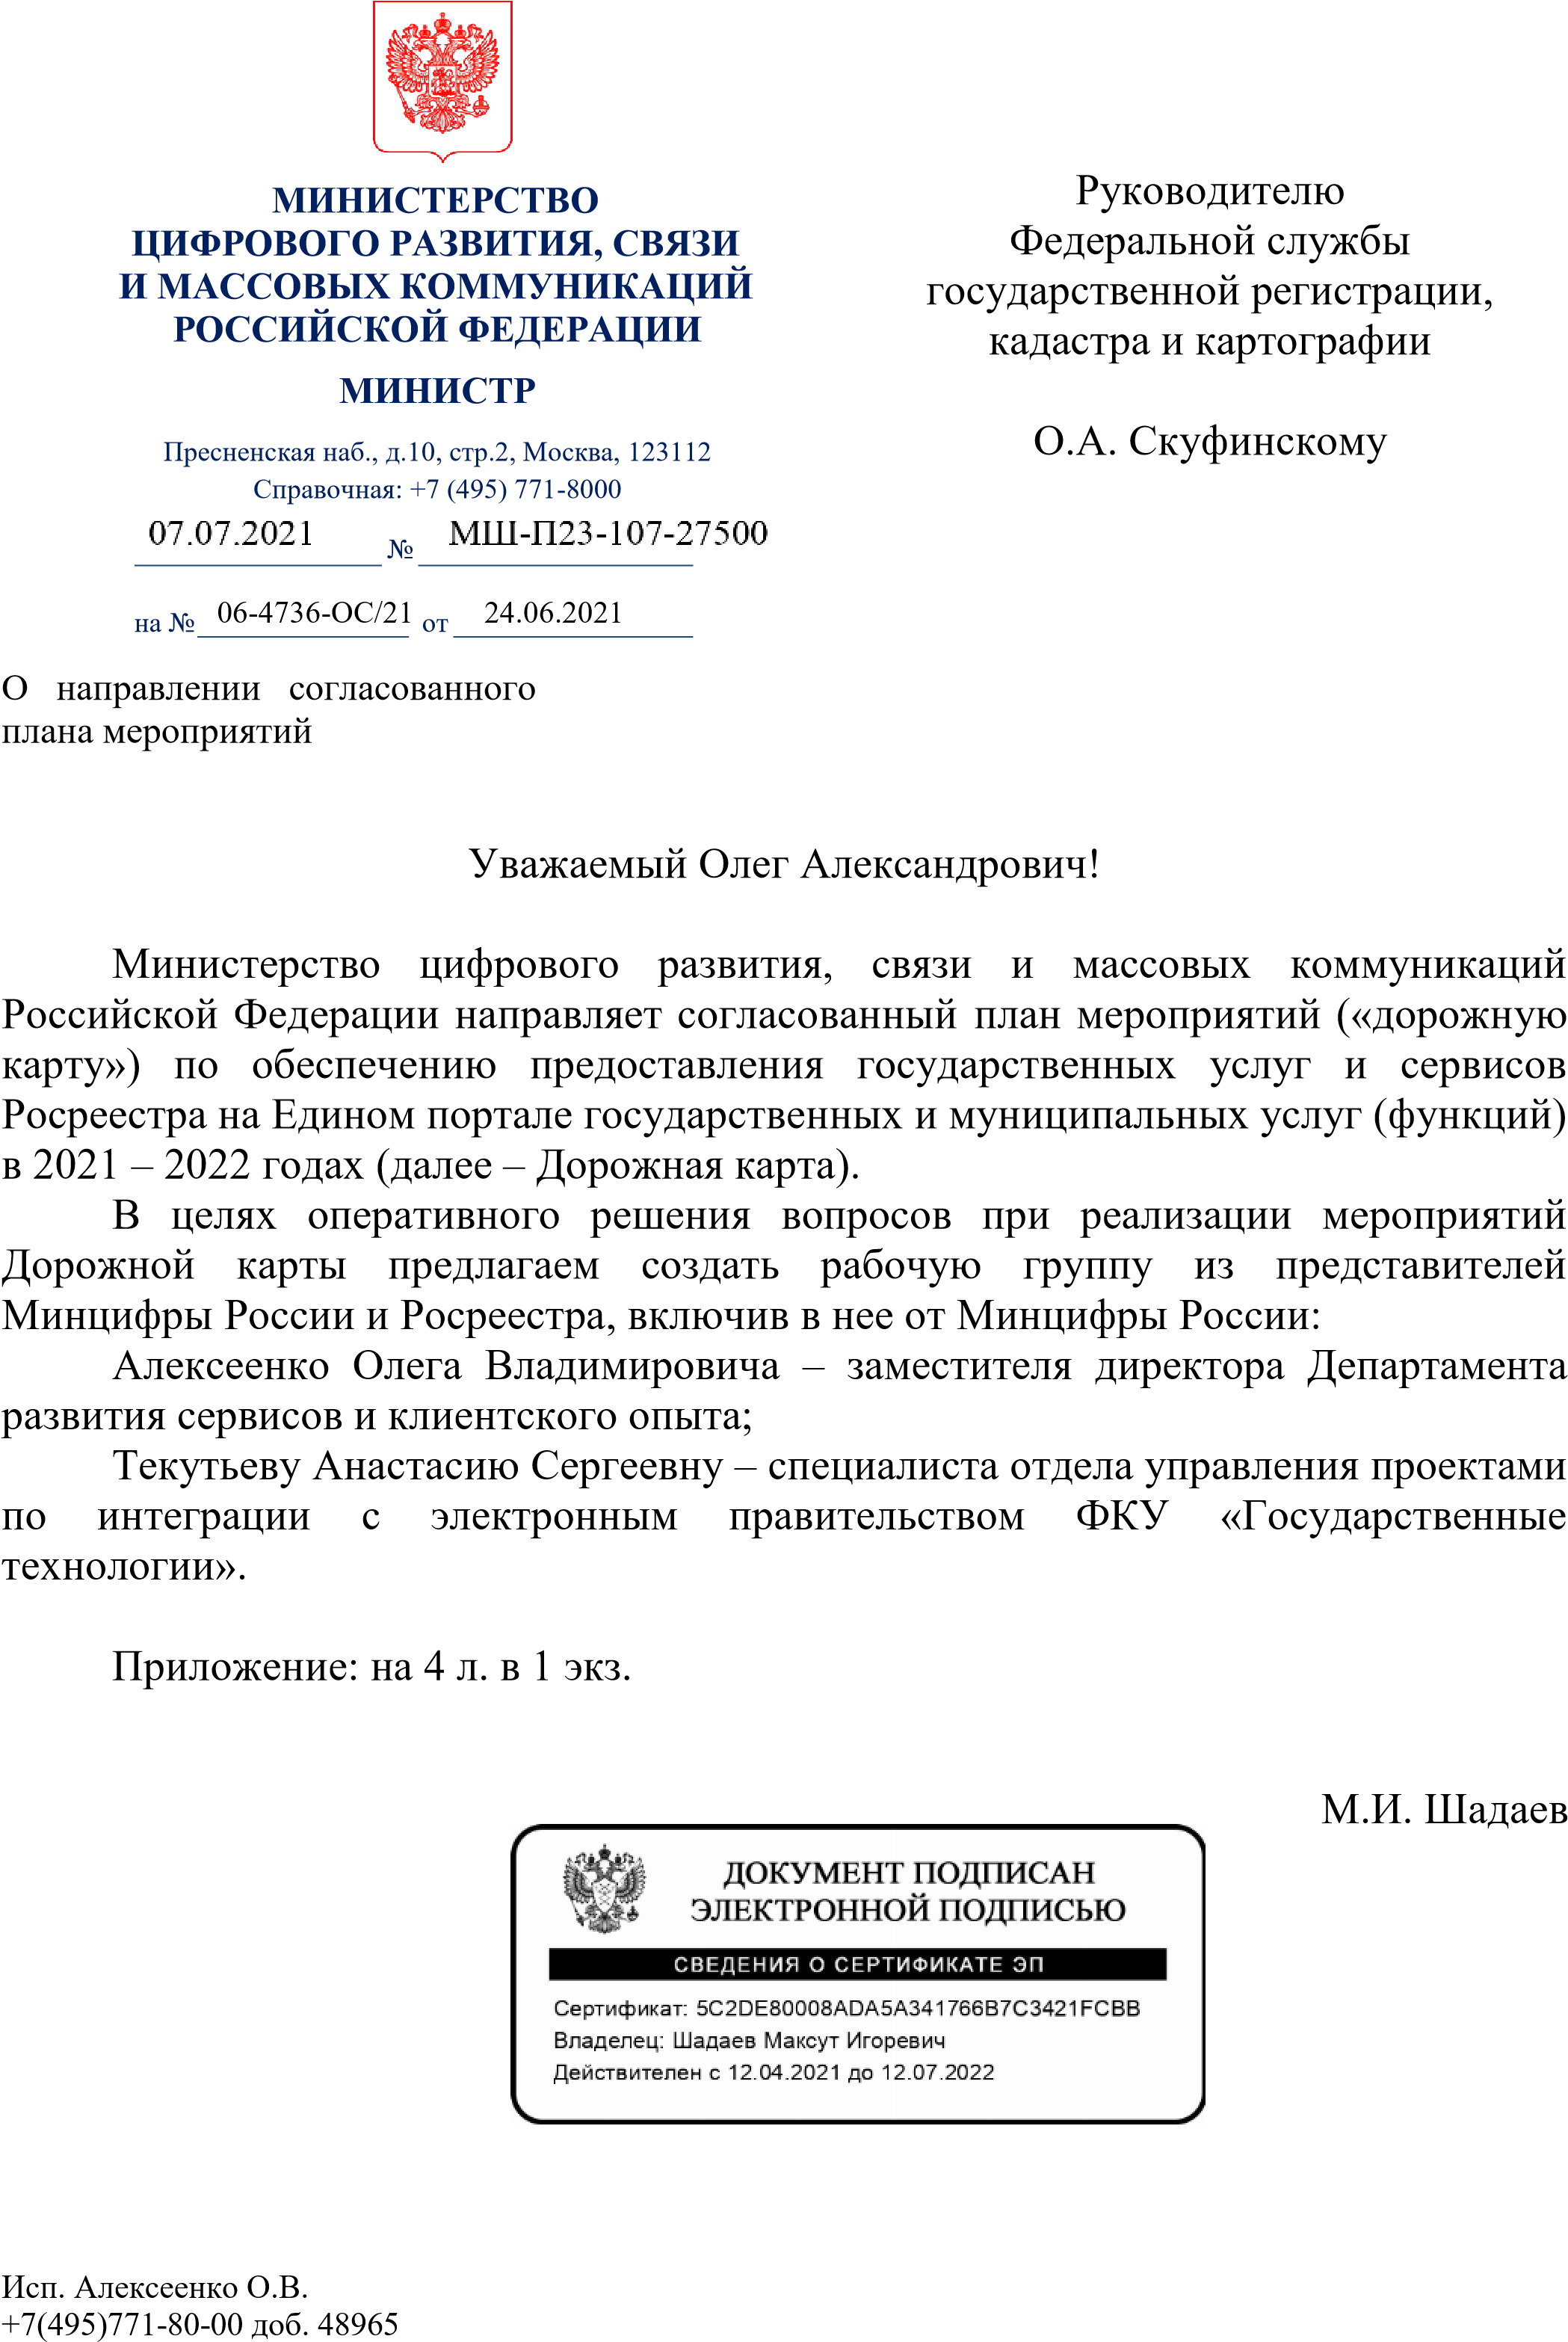 МИНИСТЕРСТВО
ЦИФРОВОГО РАЗВИТИЯ, СВЯЗИ
И МАССОВЫХ КОММУНИКАЦИЙ
РОССИЙСКОЙ ФЕДЕРАЦИИ
МИНИСТР
Пресненская наб., д.10, стр.2, Москва, 123112
Справочная: +7 (495) 771-8000
07.07.2021 № МШ-П23-107-27500
на № 06-4736-ОС/21 от 24.06.2021
Руководителю
Федеральной службы
государственной регистрации,
кадастра и картографии
О.А. Скуфинскому
О направлении согласованного
плана мероприятий
Уважаемый Олег Александрович!
Министерство цифрового развития, связи и массовых коммуникаций
Российской Федерации направляет согласованный план мероприятий («дорожную
карту») по обеспечению предоставления государственных услуг и сервисов
Росреестра на Едином портале государственных и муниципальных услуг (функций)
в 2021 – 2022 годах (далее – Дорожная карта).
В целях оперативного решения вопросов при реализации мероприятий
Дорожной карты предлагаем создать рабочую группу из представителей
Минцифры России и Росреестра, включив в нее от Минцифры России:
Алексеенко Олега Владимировича – заместителя директора Департамента
развития сервисов и клиентского опыта;
Текутьеву Анастасию Сергеевну – специалиста отдела управления проектами
по интеграции с электронным правительством ФКУ «Государственные
технологии».
Приложение: на 4 л. в 1 экз.
М.И. Шадаев
ДОКУМЕНТ ПОДПИСАН
ЭЛЕКТРОННОЙ ПОДПИСЬЮ
СВЕДЕНИЯ О СЕРТИФИКАТЕ ЭП
Сертификат: 5C2DE80008ADA5A341766B7C3421FCBB
Владелец: Шадаев Максут Игоревич
Действителен с 12.04.2021 до 12.07.2022
Исп. Алексеенко О.В.
+7(495)771-80-00 доб. 48965